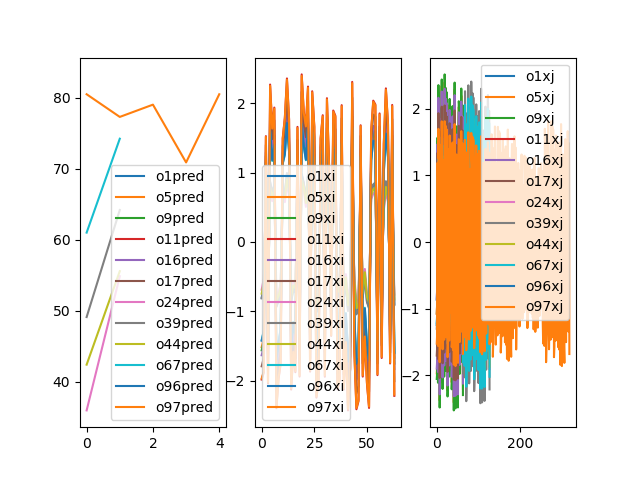 80
70
60
50
40
0
2
4
o1pred
o5pred
o9pred
o11pred
o16pred
o17pred
o24pred
o39pred
o44pred
o67pred
o96pred
o97pred
2
1
0
−1
−2
0
25
50
o1xi
o5xi
o9xi
o11xi
o16xi
o17xi
o24xi
o39xi
o44xi
o67xi
o96xi
o97xi
2
1
0
−1
−2
0
200
o1xj
o5xj
o9xj
o11xj
o16xj
o17xj
o24xj
o39xj
o44xj
o67xj
o96xj
o97xj